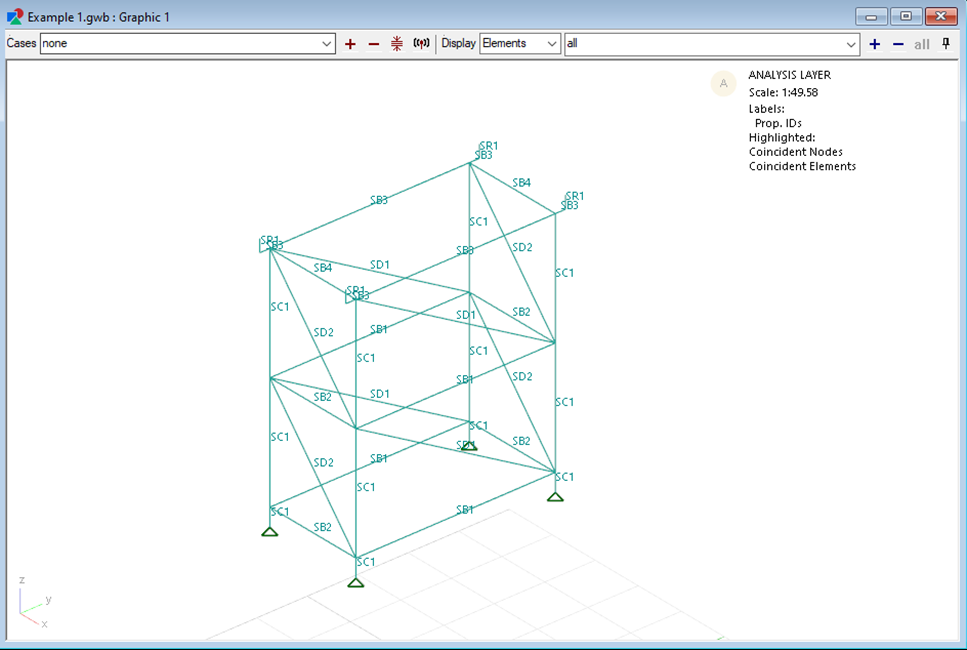 Example 1.gwb : Graphic 1
Cases none Display Elements all all
A ANALYSIS LAYER
Scale: 1:49.58
Labels:
Prop. IDs
Highlighted:
Coincident Nodes
Coincident Elements
SR1
SB3
SB4
SR1
SB3
SB3
SC1
SR1
SB3
SD2
SB3
SB4
SD1
SC1
SR1
SB3
SC1
SD1
SB2
SD2
SB1
SC1
SC1
SD2
SB1
SB2
SD1
SC1
SC1
SC1
SB2
SB1
SD2
SB1
SC1
SC1
SC1
SB1
SB2
SC1
z
y
x